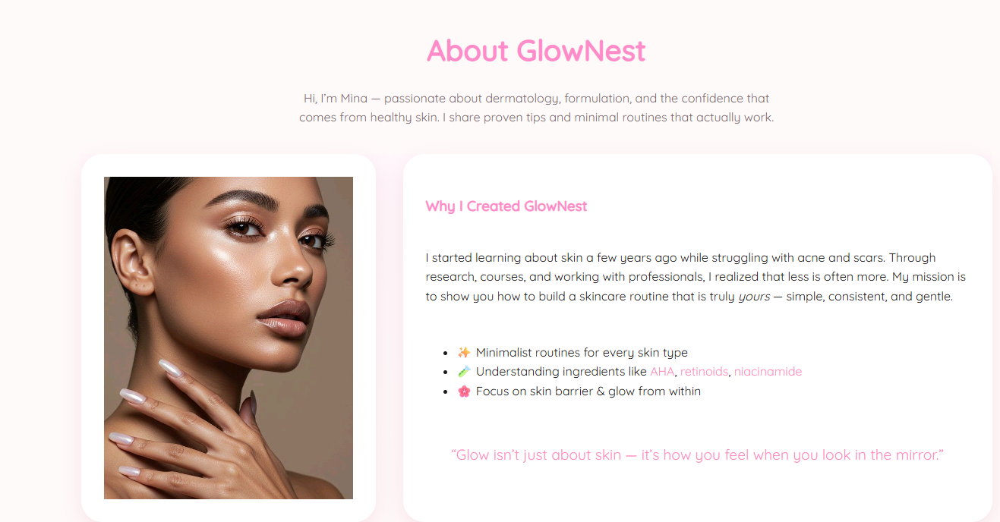 About GlowNest
Hi, I’m Mina — passionate about dermatology, formulation, and the confidence that
comes from healthy skin. I share proven tips and minimal routines that actually work.
Why I Created GlowNest
I started learning about skin a few years ago while struggling with acne and scars. Through
research, courses, and working with professionals, I realized that less is often more. My mission is
to show you how to build a skincare routine that is truly yours — simple, consistent, and gentle.
• ✨ Minimalist routines for every skin type
• 🧪 Understanding ingredients like AHA, retinoids, niacinamide
• 🌺 Focus on skin barrier & glow from within
“Glow isn’t just about skin — it’s how you feel when you look in the mirror.”